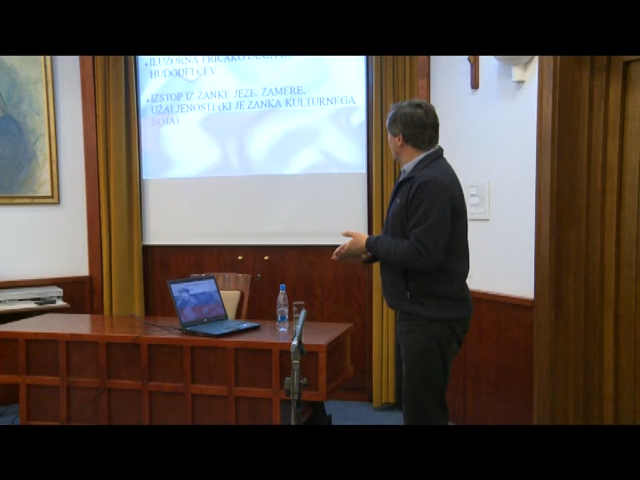 HUDODELCEV
•IZSTOP IZ ZANKE JEZE, ZAMERE,
UŽALJENOSTI (KI JE ZANKA KULTURNEGA
BOJA)